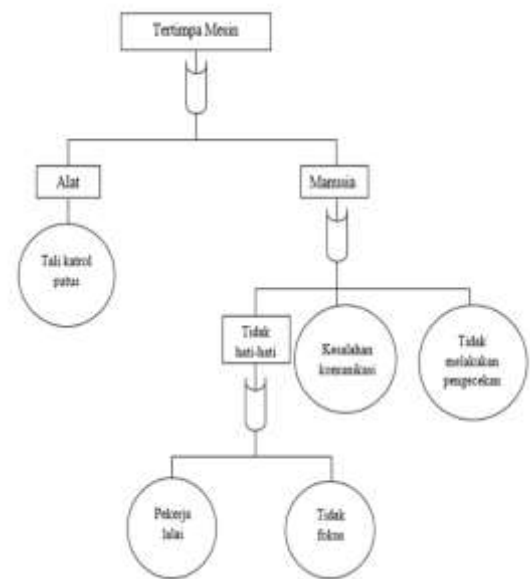 Tertimpa Mesin
Alat
Manusia
Tali katrol
putus
Tidak
hati-hati
Kesalahan
komunikasi
Tidak
melakukan
pengecekan
Pekerja
lalai
Tidak
fokus